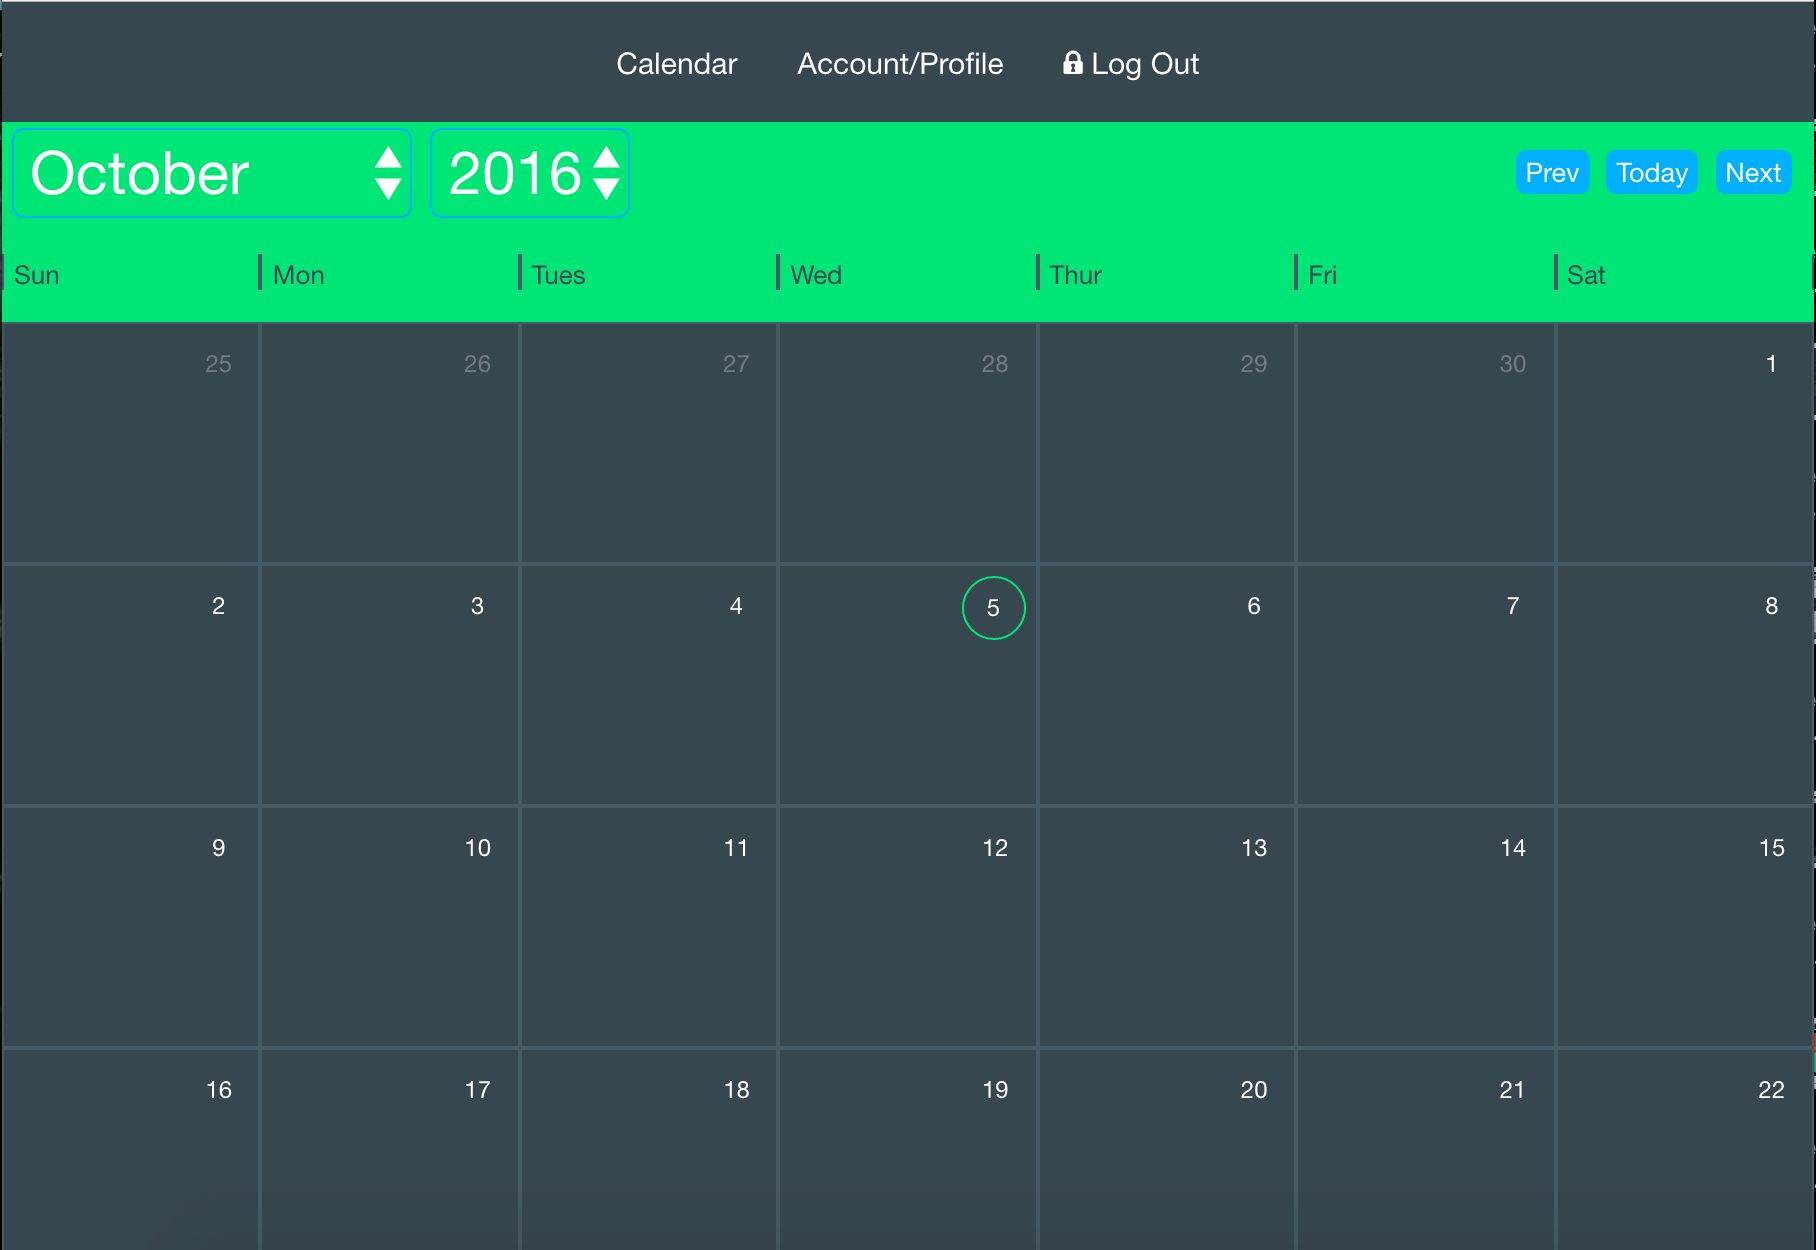 Calendar Account/Profile Log Out
October 2016 Prev Today Next
Sun Mon Tues Wed Thur Fri Sat
25 26 27 28 29 30 1
2 3 4 5 6 7 8
9 10 11 12 13 14 15
16 17 18 19 20 21 22